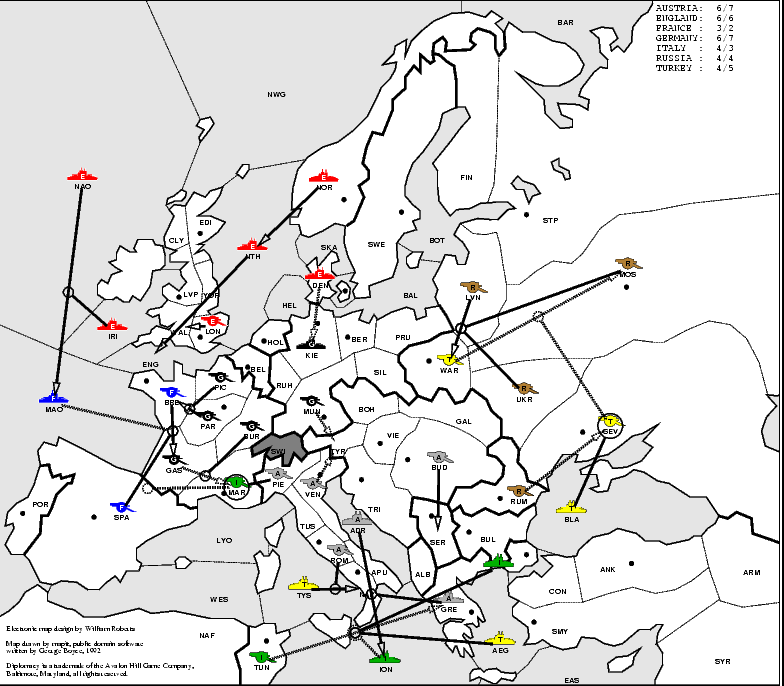 AUSTRIA: 6/7
ENGLAND: 6/6
FRANCE : 3/2
GERMANY: 6/7
ITALY : 4/3
RUSSIA : 4/4
TURKEY : 4/5
BAR
NWG
E
NAO
E
NOR
FIN
EDI
STP
CLY
E
NTH
SKA
SWE
BOT
R
MOS
E
DEN
R
LVN
LVP
YOR
HEL
BAL
E
IRI
E
LON
WAL
HOL
G
KIE
BER
PRU
T
WAR
ENG
BEL
SIL
G
PIC
RUH
R
UKR
F
MAO
F
BRE
G
PAR
G
MUN
BOH
GAL
T
SEV
G
BUR
VIE
SWI
TYR
A
BUD
G
GAS
I
MAR
A
PIE
A
VEN
R
RUM
POR
F
SPA
TRI
T
BLA
TUS
A
ADR
SER
BUL
LYO
A
ROM
I
APU
ALB
ANK
ARM
T
TYS
CON
WES
A
GRE
SMY
Electronic map design by William Roberts
NAF
Map drawn by mapit, public domain software
written by George Boyce, 1992
T
AEG
I
TUN
I
ION
SYR
Diplomacy is a trademark of the Avalon Hill Game Company,
Baltimore, Maryland, all rights reserved.
EAS